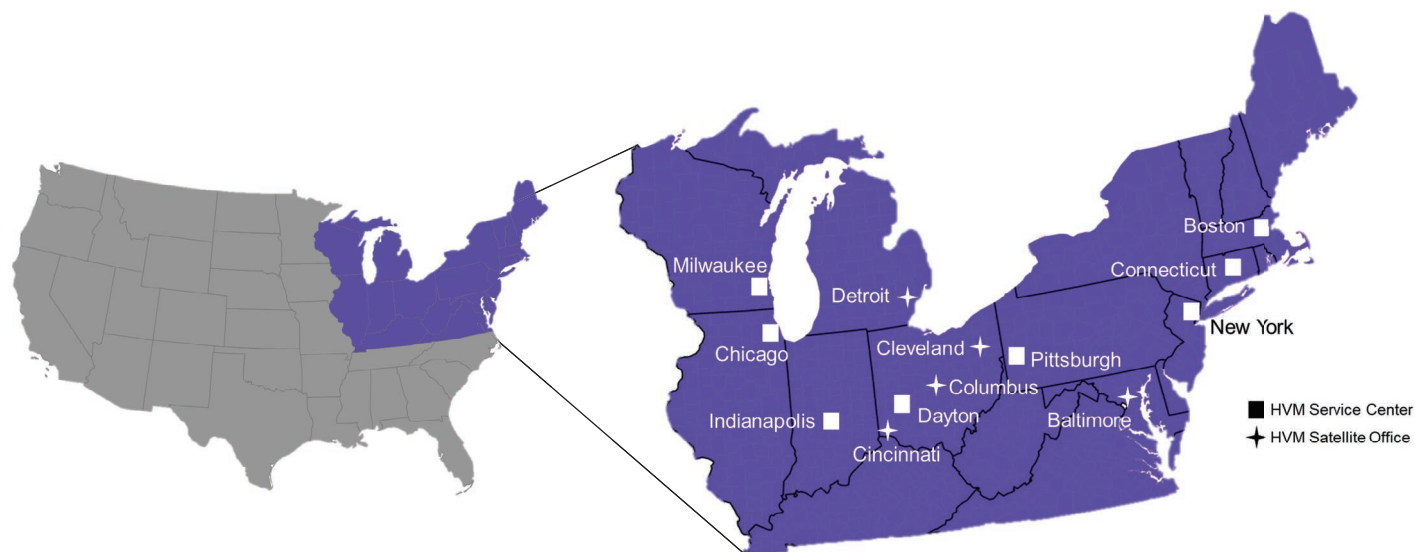 Boston
Milwaukee
Connecticut
Detroit
New York
Chicago
Cleveland
Pittsburgh
Columbus
Indianapolis
Dayton
Baltimore
Cincinnati
HVM Service Center
HVM Satellite Office